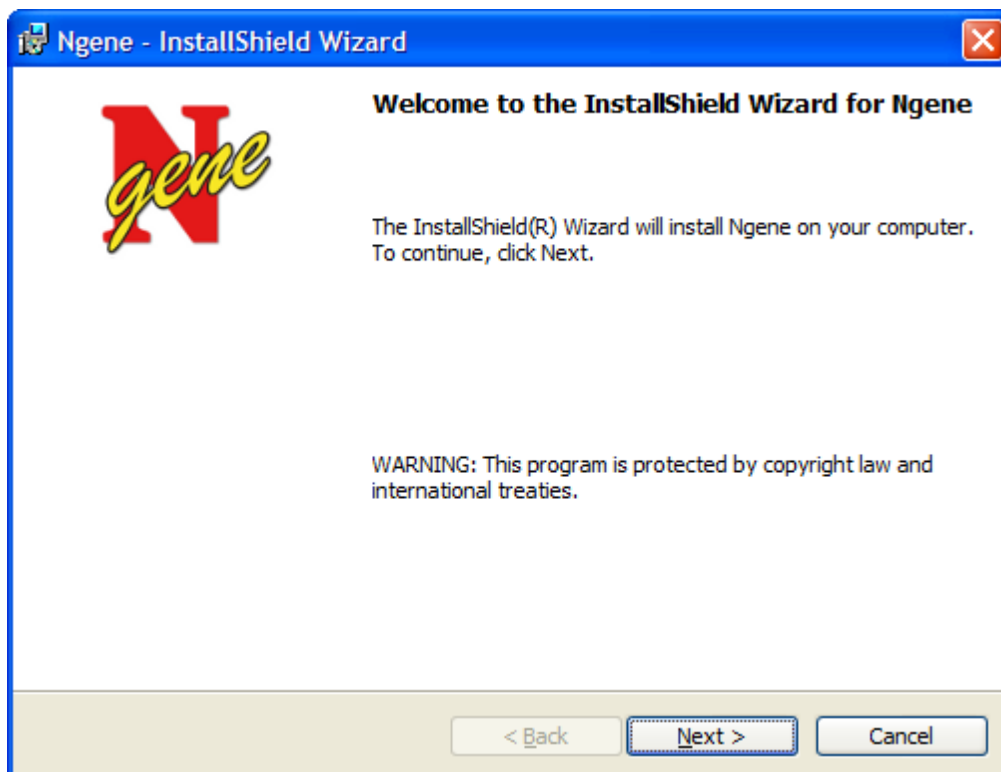 Ngene - InstallShield Wizard
N
gene
Welcome to the InstallShield Wizard for Ngene
The InstallShield(R) Wizard will install Ngene on your computer.
To continue, click Next.
WARNING: This program is protected by copyright law and
international treaties.
< Back
Next >
Cancel